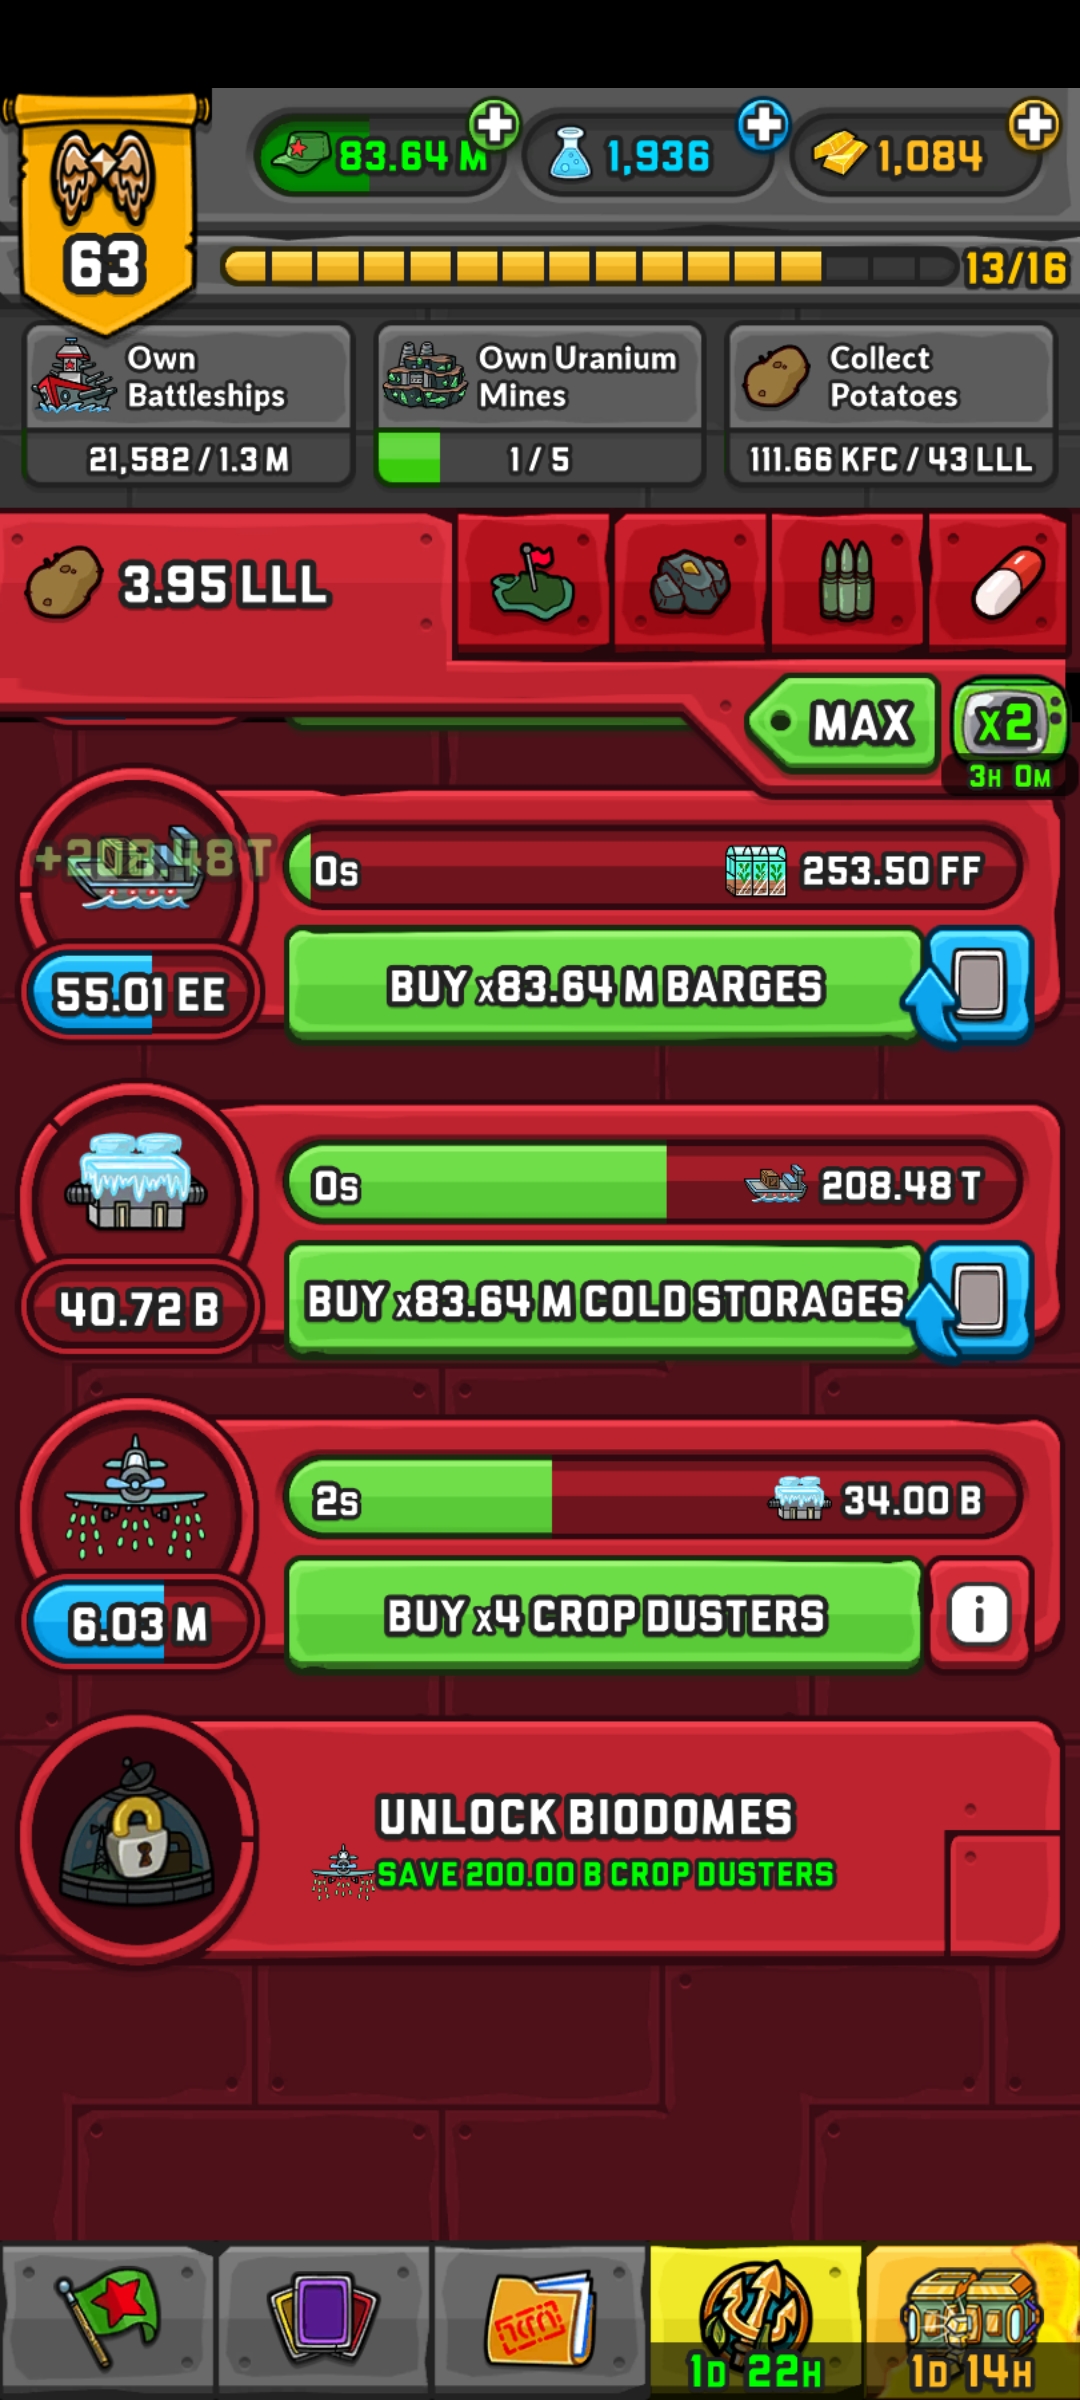 83.64 M
1,936
1,084
63
13/16
Own
Battleships
21,582 / 1.3 M
Own Uranium
Mines
1 / 5
Collect
Potatoes
111.66 KFC / 43 LLL
3.95 LLL
MAX
x2
3H 0M
+208.48 T
0s
253.50 FF
55.01 EE
BUY x83.64 M BARGES
0s
208.48 T
40.72 B
BUY x83.64 M COLD STORAGES
2s
34.00 B
6.03 M
BUY x4 CROP DUSTERS
i
UNLOCK BIODOMES
SAVE 200.00 B CROP DUSTERS
1D 22H
1D 14H